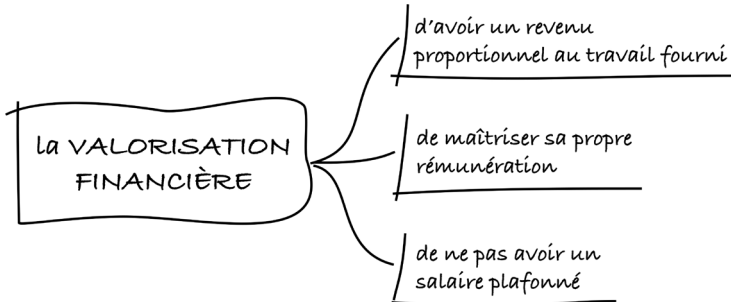 la VALORISATION
FINANCIÈRE
d'avoir un revenu
proportionnel au travail fourni
de maîtriser sa propre
rémunération
de ne pas avoir un
salaire plafonné